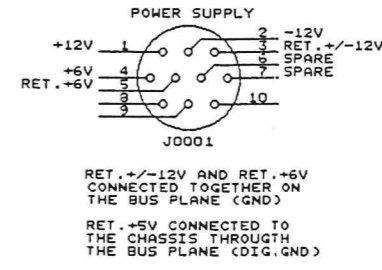 POWER SUPPLY
+12V 1 2 -12V
3 RET.+/-12V
6 SPARE
+6V 4 7 SPARE
RET.+6V 5
8 10
9
J0001
RET.+/-12V AND RET.+6V
CONNECTED TOGETHER ON
THE BUS PLANE (GND)
RET.+5V CONNECTED TO
THE CHASSIS THROUGTH
THE BUS PLANE (DIG.GND)